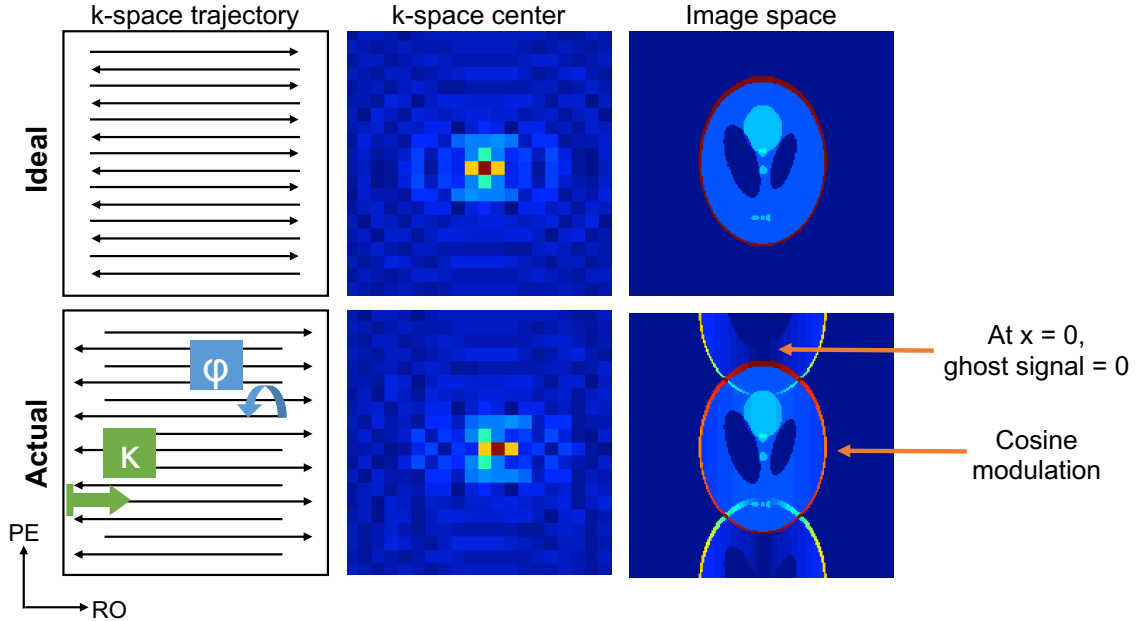 k-space trajectory
k-space center
Image space
Ideal
Actual
φ
κ
PE
RO
At x = 0,
ghost signal = 0
Cosine
modulation